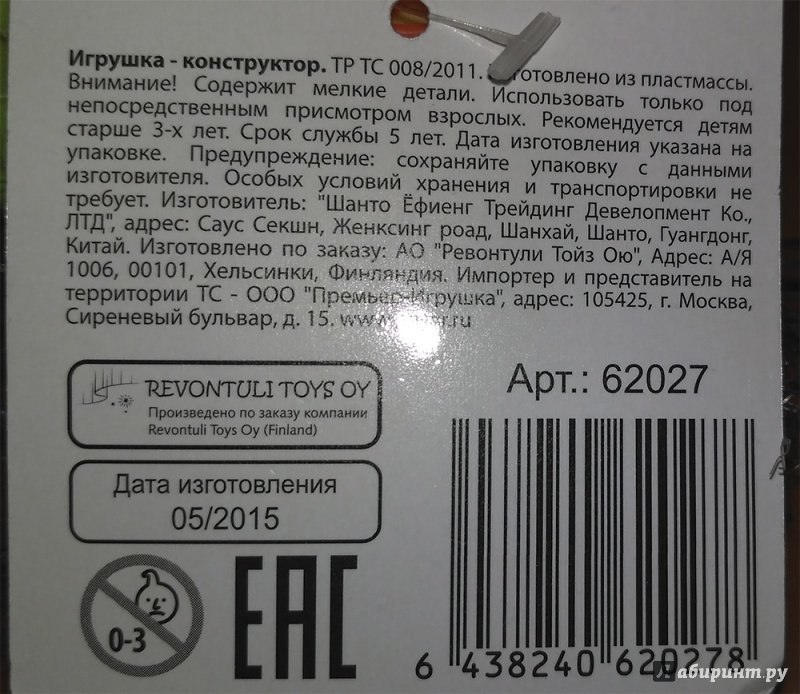 Игрушка - конструктор. ТР ТС 008/2011. Изготовлено из пластмассы.
Внимание! Содержит мелкие детали. Использовать только под
непосредственным присмотром взрослых. Рекомендуется детям
старше 3-х лет. Срок службы 5 лет. Дата изготовления указана на
упаковке. Предупреждение: сохраняйте упаковку с данными
изготовителя. Особых условий хранения и транспортировки не
требует. Изготовитель: "Шанто Ёфиенг Трейдинг Девелопмент Ко.,
ЛТД", адрес: Саус Секшн, Женксинг роад, Шанхай, Шанто, Гуангдонг,
Китай. Изготовлено по заказу: АО "Ревонтули Тойз Ою", Адрес: А/Я
1006, 00101, Хельсинки, Финляндия. Импортер и представитель на
территории ТС - ООО "Премьер-Игрушка", адрес: 105425, г. Москва,
Сиреневый бульвар, д. 15.
REVONTULI TOYS OY
Произведено по заказу компании
Revontuli Toys Oy (Finland)
Арт.: 62027
Дата изготовления
05/2015
0-3
EAC
6 438240 620278
Лабиринт.ру